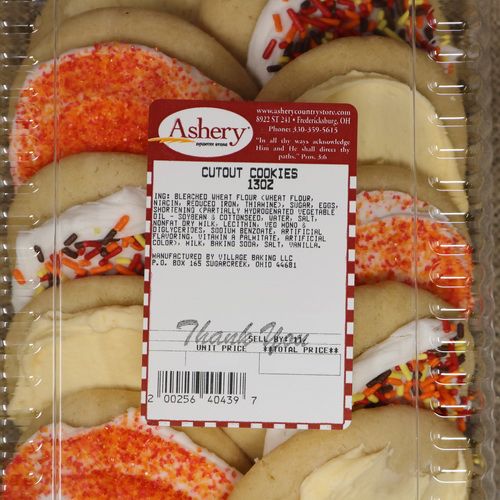 Ashery
www.asherycountrystore.com
8922 ST 241 • Fredericksburg, OH
Phone: 330-359-5615
"In all thy ways acknowledge
Him and He shall direct thy
paths." Prov. 3:6
CUTOUT COOKIES
13OZ
ING: BLEACHED WHEAT FLOUR (WHEAT FLOUR,
NIACIN, REDUCED IRON, THIAMINE), SUGAR, EGGS,
SHORTENING (PARTIALLY HYDROGENATED VEGETABLE
OIL - SOYBEAN & COTTONSEED, WATER, SALT,
NONFAT DRY MILK, LECITHIN, VEG MONO &
DIGLYCERIDES, SODIUM BENZOATE, ARTIFICIAL
FLAVORING, VITAMIN A PALMITATE, ARTIFICIAL
COLOR), MILK, BAKING SODA, SALT, VANILLA.
MANUFACTURED BY VILLAGE BAKING LLC
P.O. BOX 165 SUGARCREEK, OHIO 44681
Thank You
SELL BY:
UNIT PRICE **TOTAL PRICE**
2 00256 40439 7